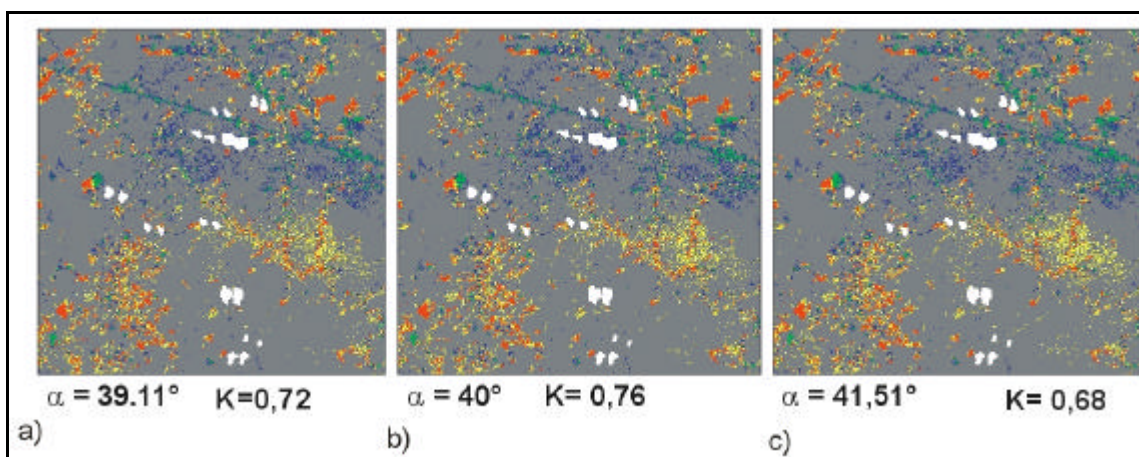 α = 39.11° K=0,72
a)
α = 40° K= 0,76
b)
α = 41,51° K= 0,68
c)